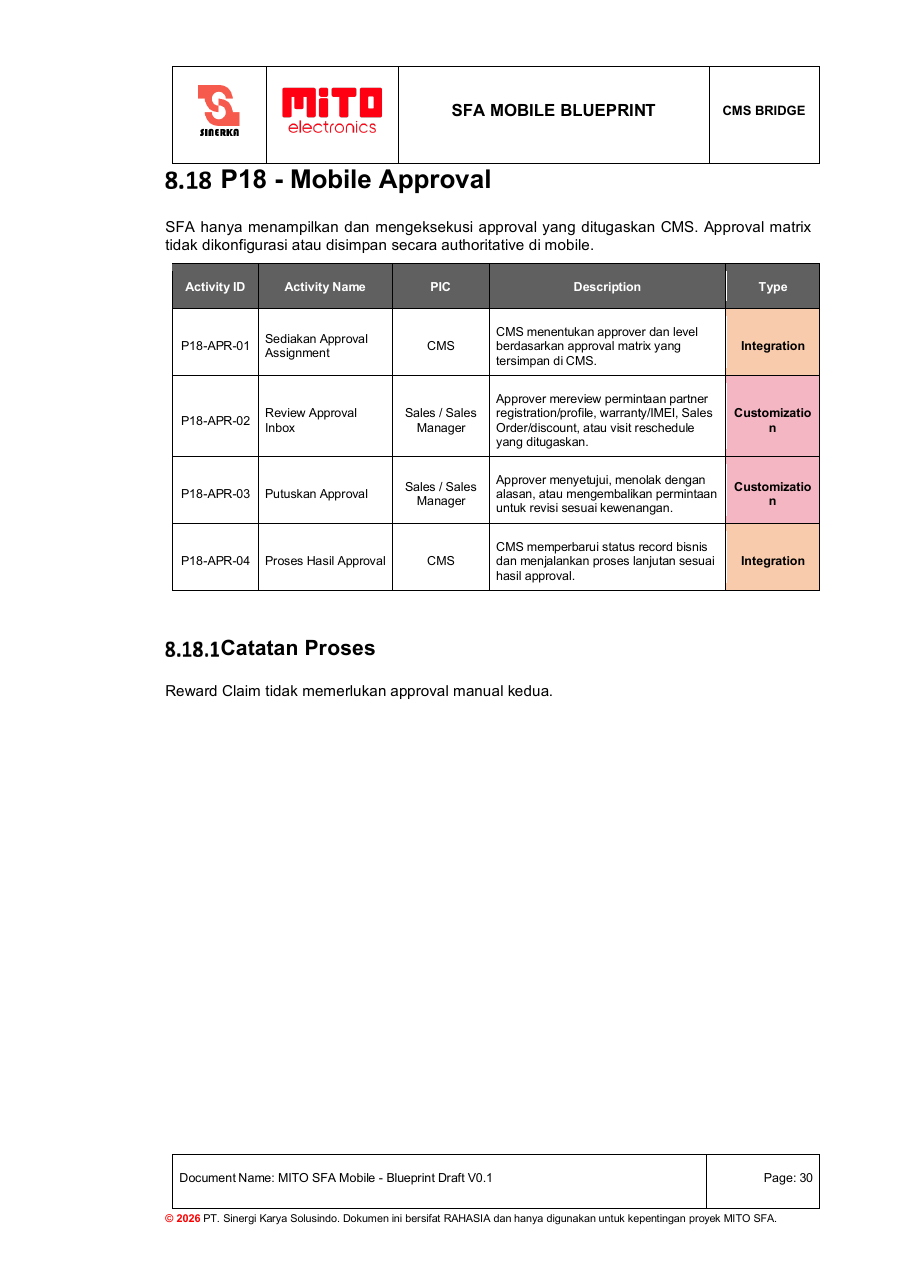 SINERKA
MiTO
electronics
SFA MOBILE BLUEPRINT
CMS BRIDGE
8.18 P18 - Mobile Approval
SFA hanya menampilkan dan mengeksekusi approval yang ditugaskan CMS. Approval matrix
tidak dikonfigurasi atau disimpan secara authoritative di mobile.
Activity ID
Activity Name
PIC
Description
Type
P18-APR-01
Sediakan Approval
Assignment
CMS
CMS menentukan approver dan level
berdasarkan approval matrix yang
tersimpan di CMS.
Integration
P18-APR-02
Review Approval
Inbox
Sales / Sales
Manager
Approver mereview permintaan partner
registration/profile, warranty/IMEI, Sales
Order/discount, atau visit reschedule
yang ditugaskan.
Customizatio
n
P18-APR-03
Putuskan Approval
Sales / Sales
Manager
Approver menyetujui, menolak dengan
alasan, atau mengembalikan permintaan
untuk revisi sesuai kewenangan.
Customizatio
n
P18-APR-04
Proses Hasil Approval
CMS
CMS memperbarui status record bisnis
dan menjalankan proses lanjutan sesuai
hasil approval.
Integration
8.18.1Catatan Proses
Reward Claim tidak memerlukan approval manual kedua.
Document Name: MITO SFA Mobile - Blueprint Draft V0.1
Page: 30
© 2026 PT. Sinergi Karya Solusindo. Dokumen ini bersifat RAHASIA dan hanya digunakan untuk kepentingan proyek MITO SFA.